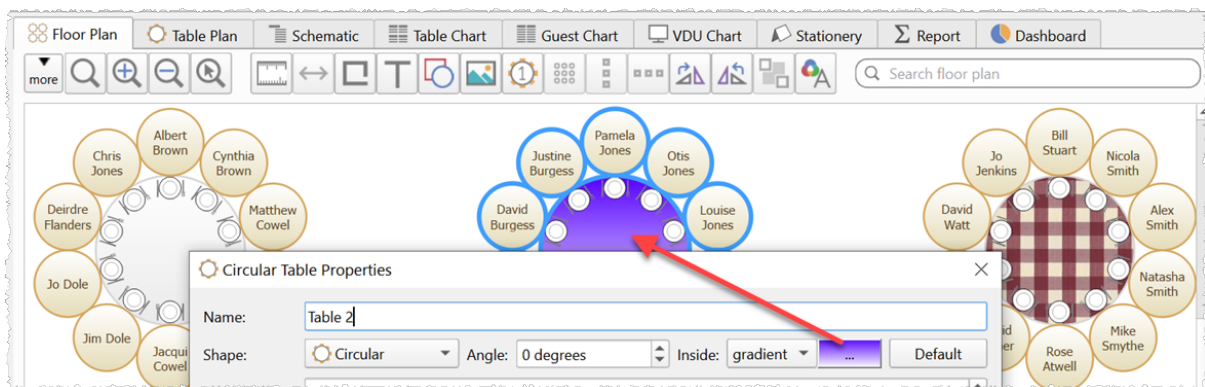 Floor Plan
Table Plan
Schematic
Table Chart
Guest Chart
VDU Chart
Stationery
Σ Report
Dashboard
more
T
1
A
Search floor plan
Albert
Brown
Chris
Jones
Cynthia
Brown
Deirdre
Flanders
Matthew
Cowel
Jo Dole
Jim Dole
Jacqui
Cowel
Pamela
Jones
Justine
Burgess
Otis
Jones
David
Burgess
Louise
Jones
Bill
Stuart
Jo
Jenkins
Nicola
Smith
David
Watt
Alex
Smith
Natasha
Smith
Mike
Smythe
Rose
Atwell
Circular Table Properties
Name:
Table 2
Shape:
Circular
Angle:
0 degrees
Inside:
gradient
...
Default